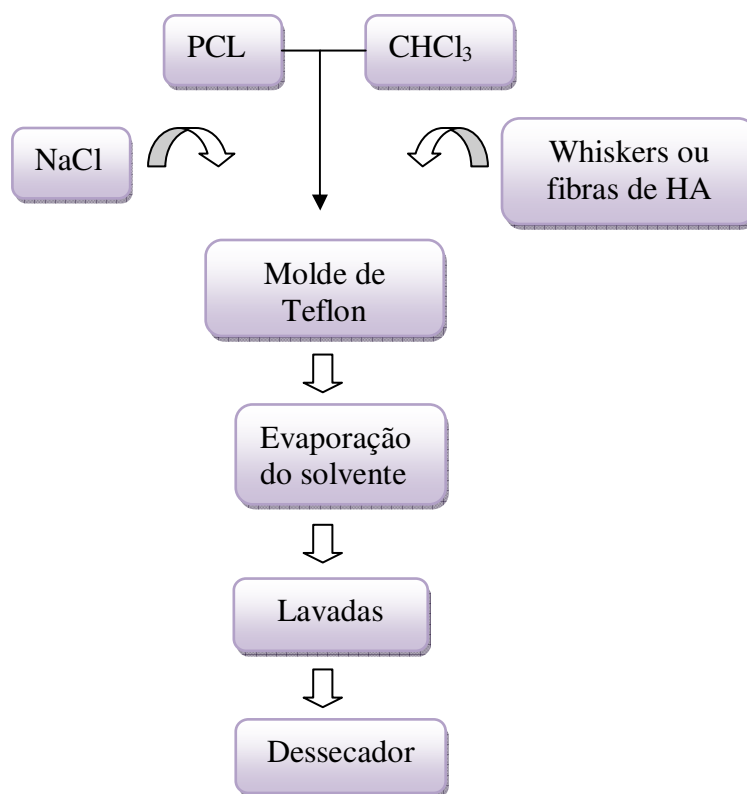 PCL
CHCl₃
NaCl
Whiskers ou
fibras de HA
Molde de
Teflon
Evaporação
do solvente
Lavadas
Dessecador